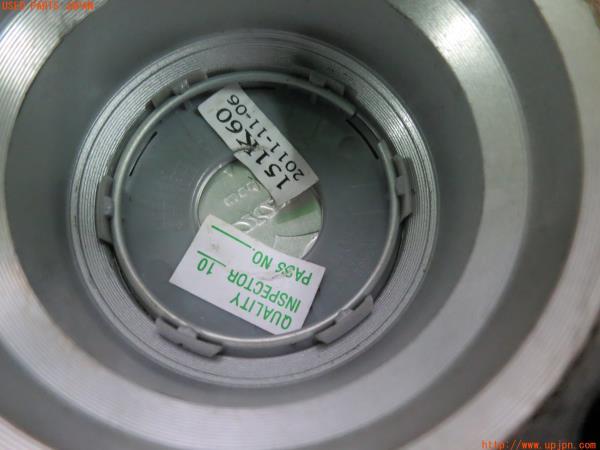 USED PARTS JAPAN
151K60
2011-11-06
QUALITY
INSPECTOR 10
PASS NO.
http://www.upjpn.com